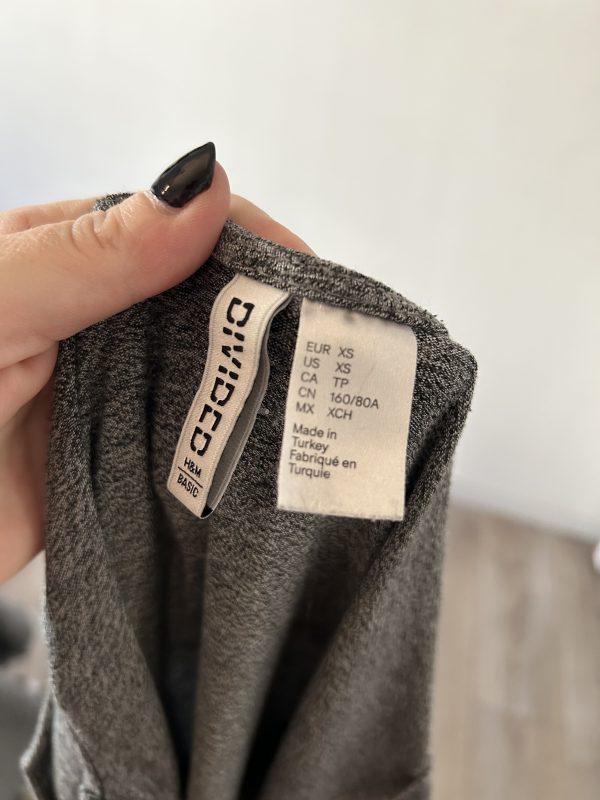 DIVIDED
H&M
BASIC
EUR XS
US XS
CA TP
CN 160/80A
MX XCH
Made in
Turkey
Fabriqué en
Turquie